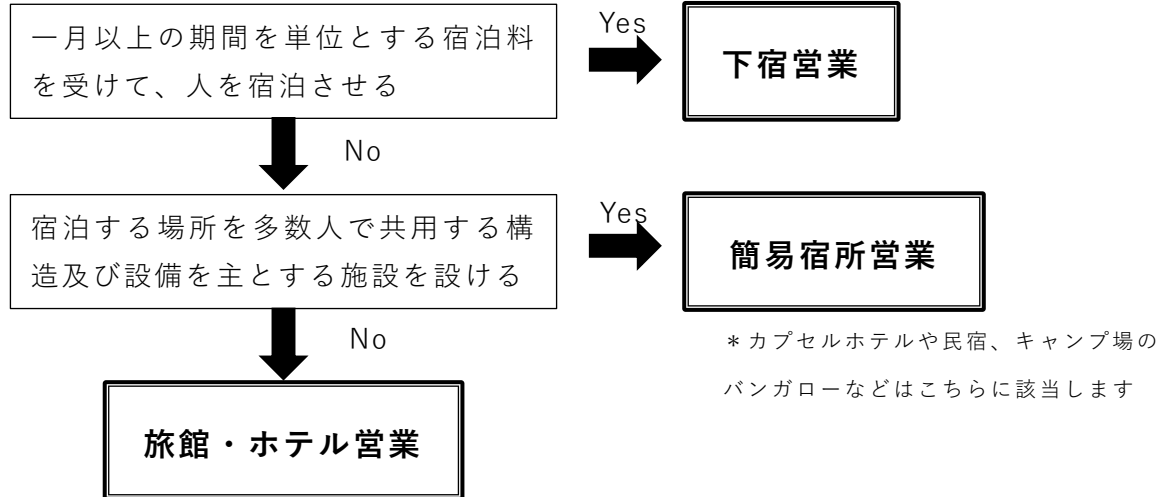 一月以上の期間を単位とする宿泊料
を受けて、人を宿泊させる
Yes
下宿営業
No
宿泊する場所を多数人で共用する構
造及び設備を主とする施設を設ける
Yes
簡易宿所営業
＊カプセルホテルや民宿、キャンプ場の
バンガローなどはこちらに該当します
No
旅館・ホテル営業